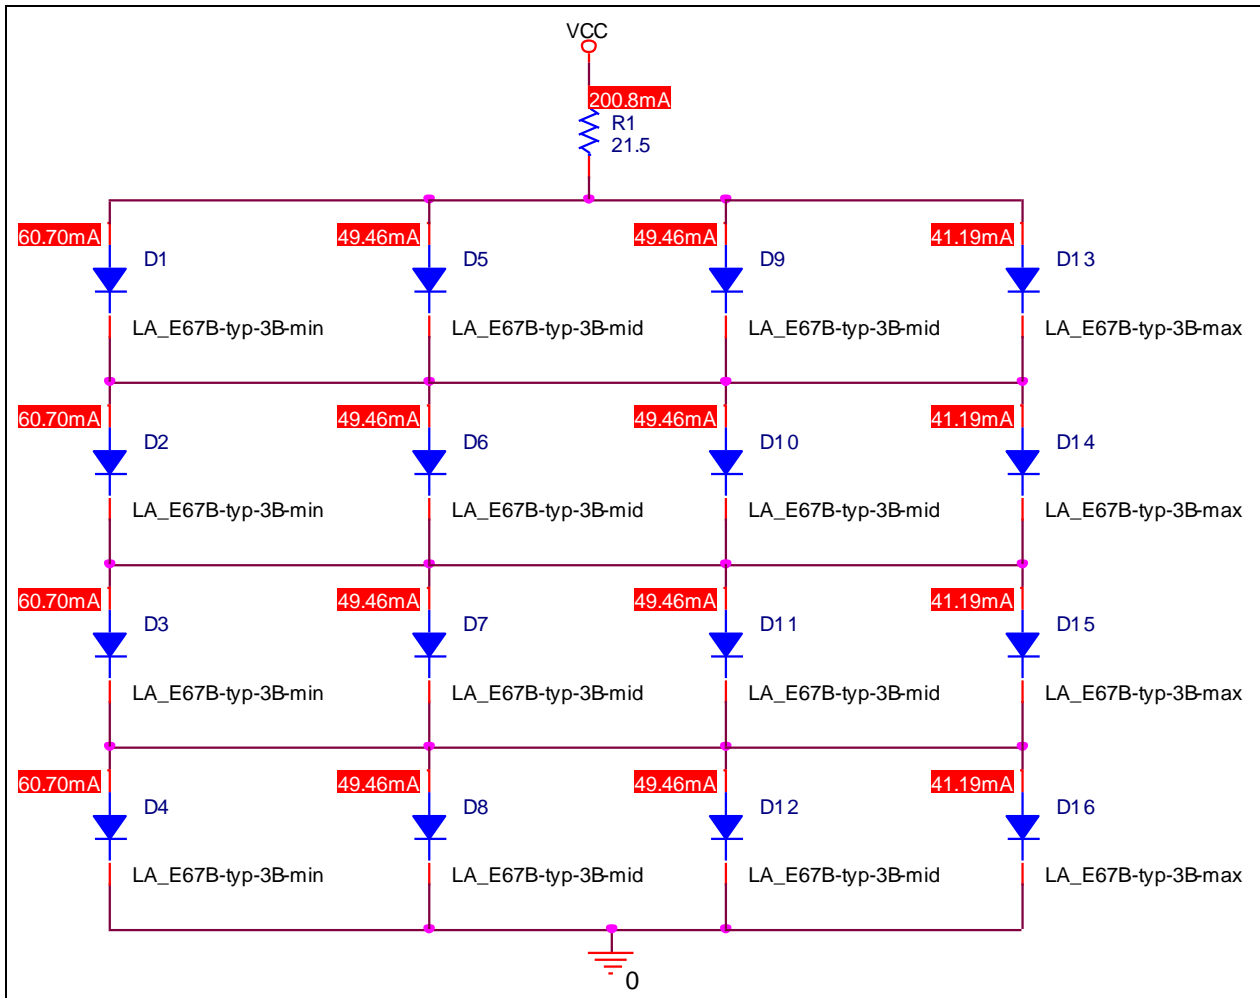 VCC
200.8mA
R1
21.5
60.70mA 49.46mA 49.46mA 41.19mA
D1 D5 D9 D13
LA_E67B-typ-3B-min LA_E67B-typ-3B-mid LA_E67B-typ-3B-mid LA_E67B-typ-3B-max
60.70mA 49.46mA 49.46mA 41.19mA
D2 D6 D10 D14
LA_E67B-typ-3B-min LA_E67B-typ-3B-mid LA_E67B-typ-3B-mid LA_E67B-typ-3B-max
60.70mA 49.46mA 49.46mA 41.19mA
D3 D7 D11 D15
LA_E67B-typ-3B-min LA_E67B-typ-3B-mid LA_E67B-typ-3B-mid LA_E67B-typ-3B-max
60.70mA 49.46mA 49.46mA 41.19mA
D4 D8 D12 D16
LA_E67B-typ-3B-min LA_E67B-typ-3B-mid LA_E67B-typ-3B-mid LA_E67B-typ-3B-max
0